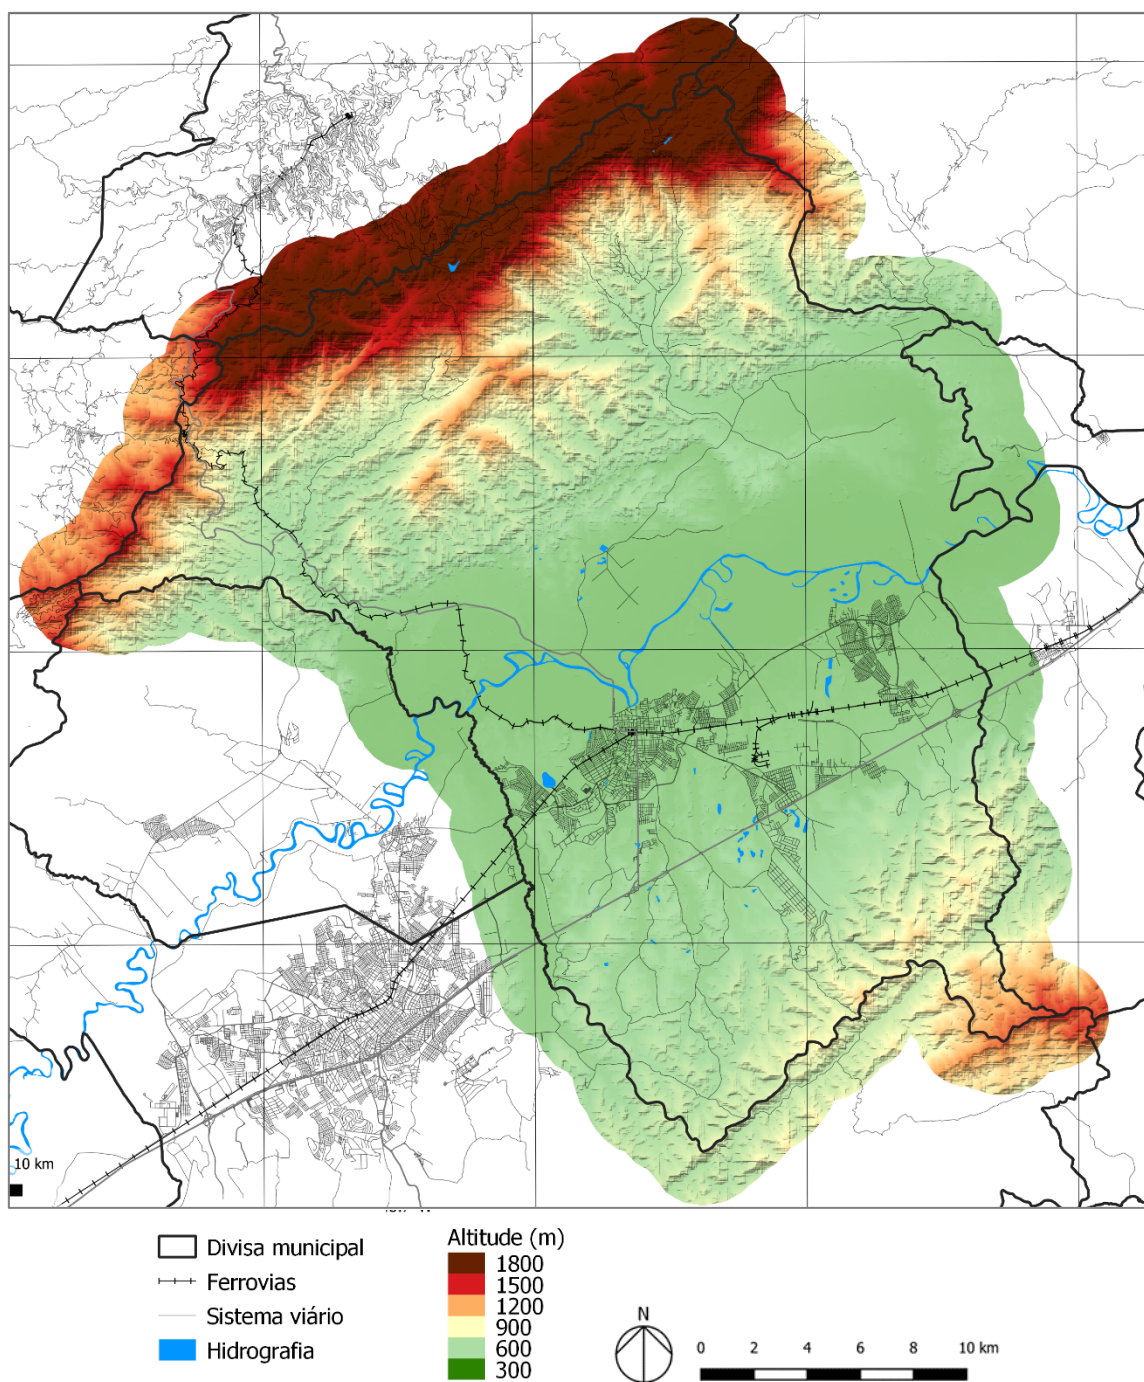 10 km
Divisa municipal
Ferrovias
Sistema viário
Hidrografia
Altitude (m)
1800
1500
1200
900
600
300
N
0 2 4 6 8 10 km